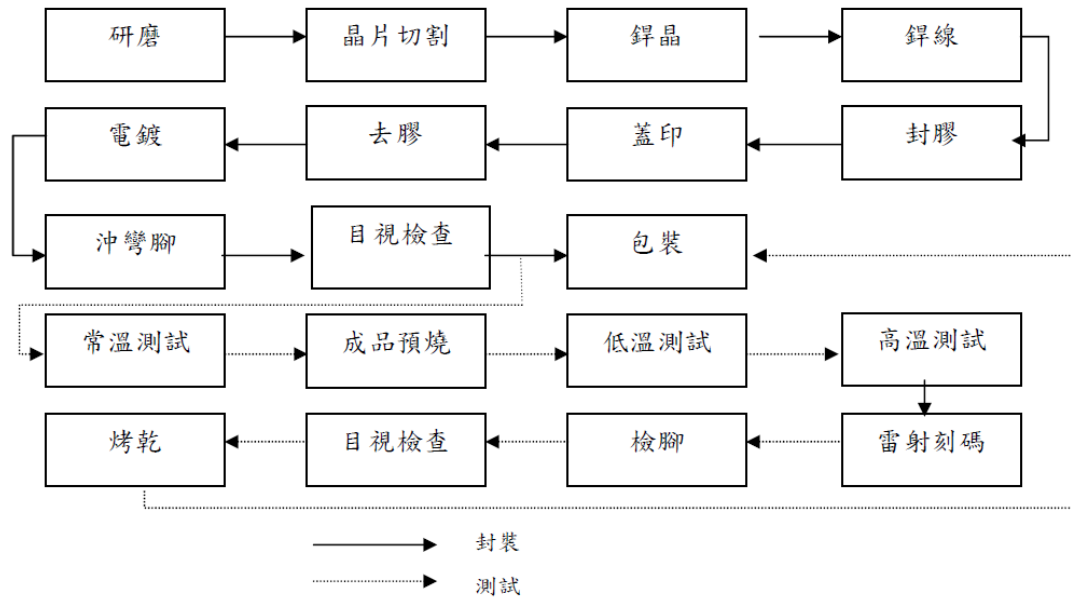 研磨
晶片切割
銲晶
銲線
電鍍
去膠
蓋印
封膠
沖彎腳
目視檢查
包裝
常溫測試
成品預燒
低溫測試
高溫測試
烤乾
目視檢查
檢腳
雷射刻碼
封裝
測試